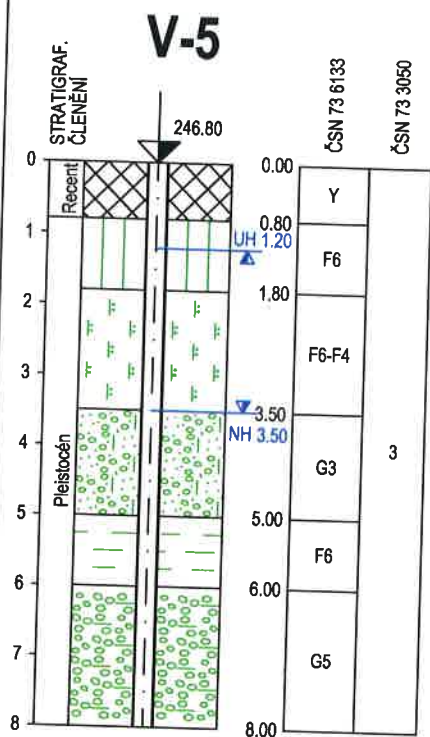 V-5
STRATIGRAF.
ČLENĚNÍ
246.80
ČSN 73 6133
ČSN 73 3050
0
1
2
3
4
5
6
7
8
Recent
Pleistocén
UH 1.20
NH 3.50
0.00
0.80
1.80
3.50
5.00
6.00
8.00
Y
F6
F6-F4
G3
F6
G5
3